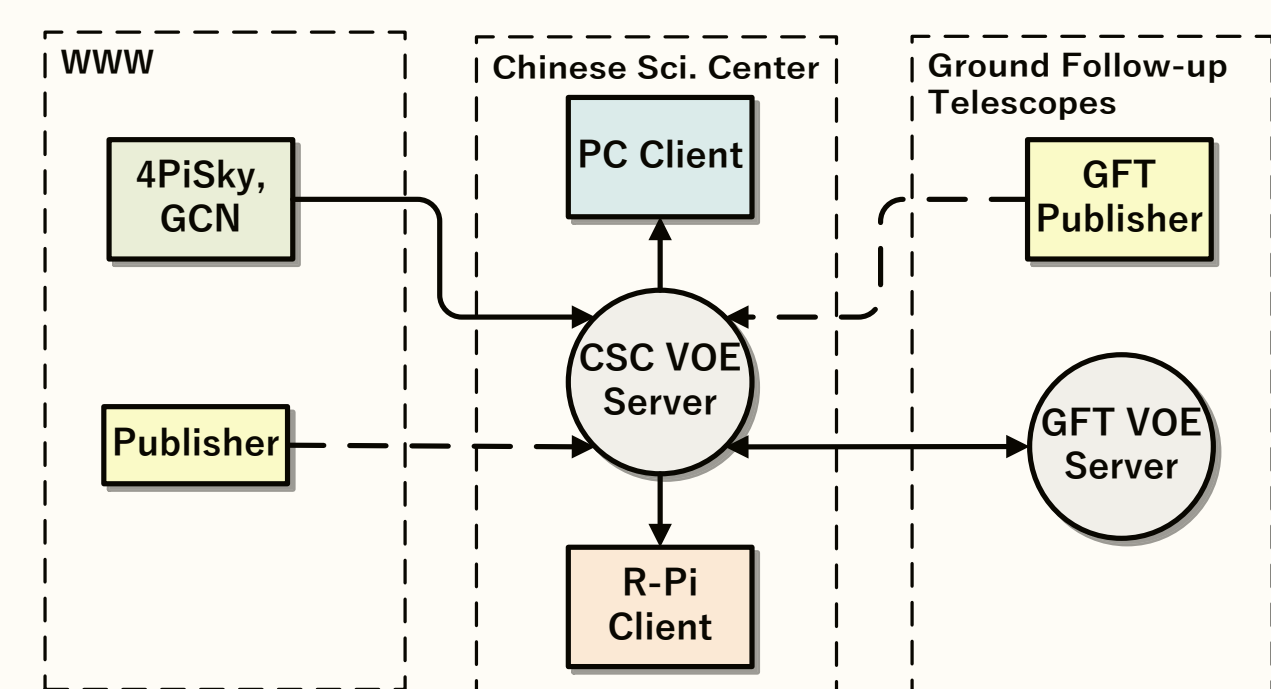 WWW
4PiSky,
GCN
Publisher
Chinese Sci. Center
PC Client
CSC VOE
Server
R-Pi
Client
Ground Follow-up
Telescopes
GFT
Publisher
GFT VOE
Server